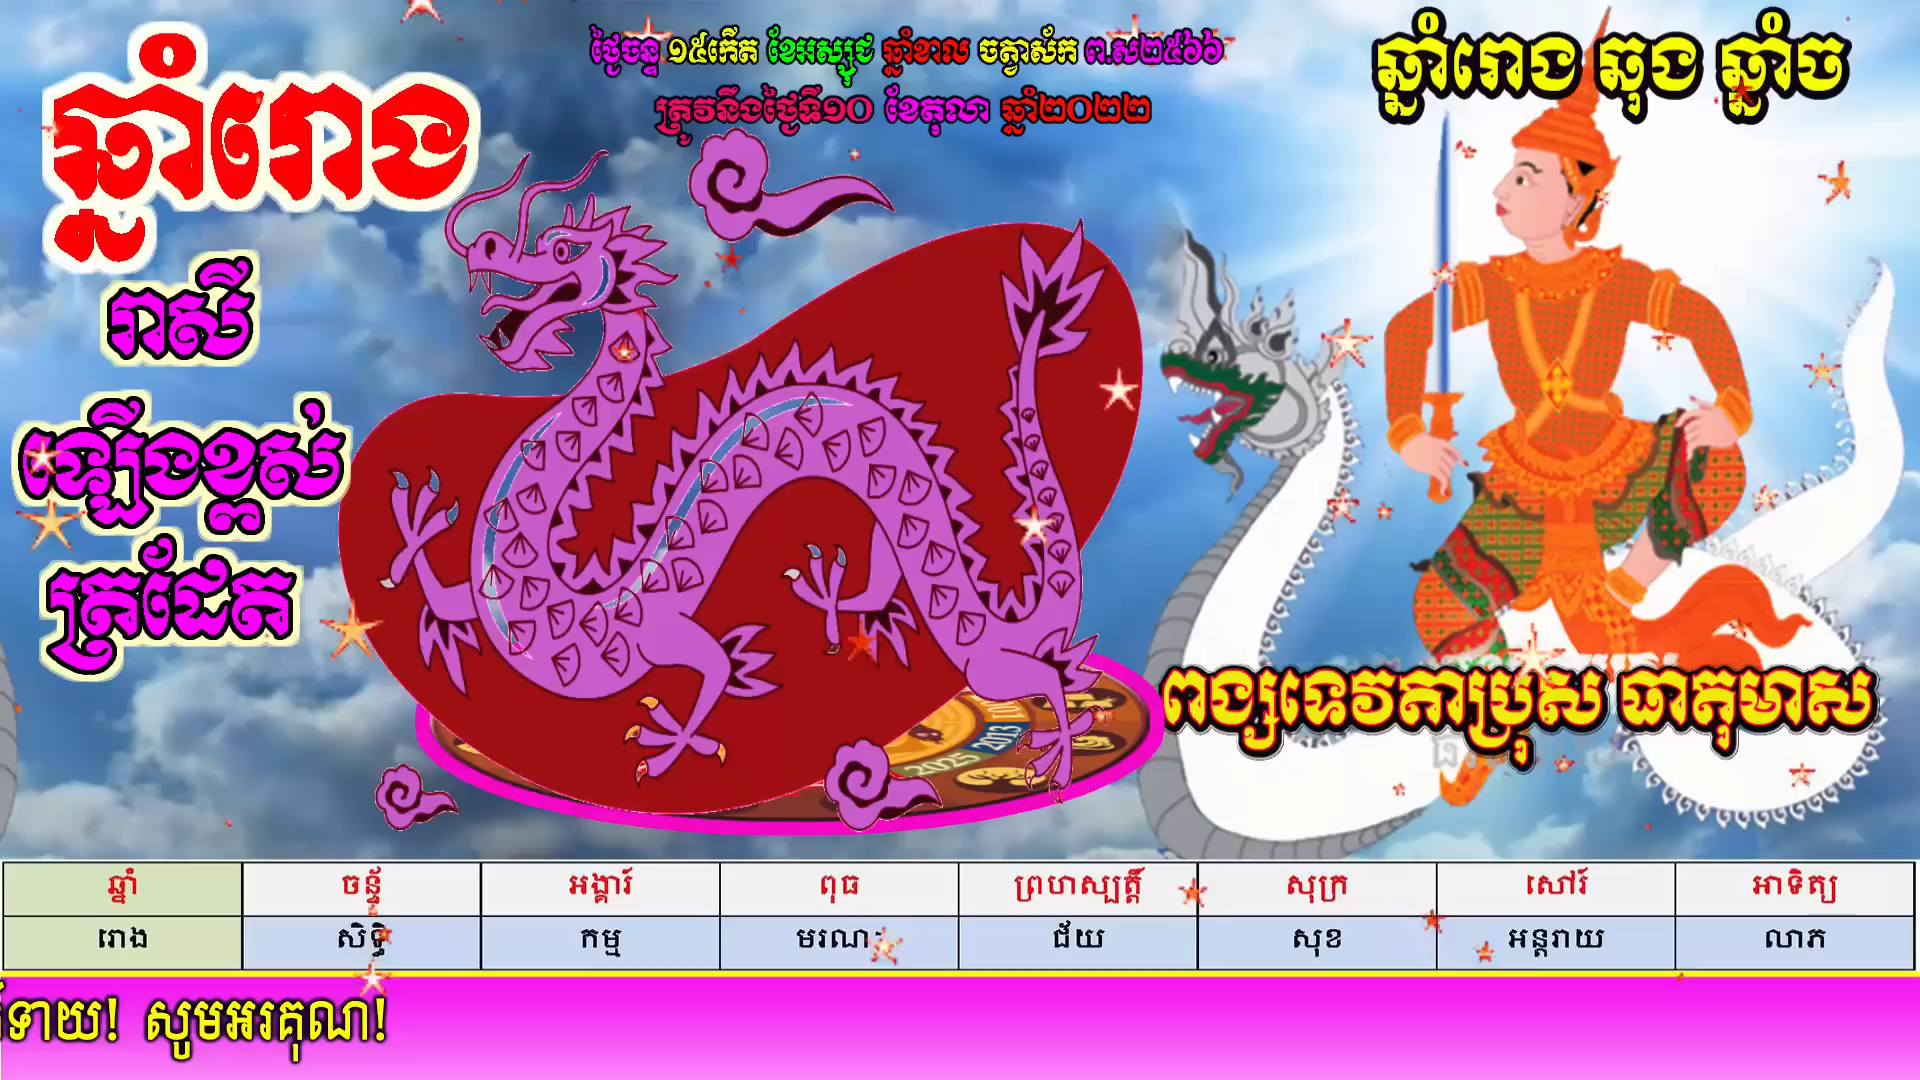 ថ្ងៃចន្ទ ១៥កើត ខែអស្សុជ ឆ្នាំខាល ចត្វាស័ក ព.ស២៥៦៦
ត្រូវនឹងថ្ងៃទី១០ ខែតុលា ឆ្នាំ២០២២
ឆ្នាំរោង
រាសី
ឡើងខ្ពស់
ត្រដែត
ឆ្នាំរោង ឆុង ឆ្នាំច
ពង្សទេវតាប្រុស ធាតុមាស
2025 2013
ឆ្នាំ ចន្ទ័ អង្គារ៍ ពុធ ព្រហស្បត្តិ៍ សុក្រ សៅរ៍ អាទិត្យ
រោង សិទ្ធិ កម្ម មរណៈ ជ័យ សុខ អន្តរាយ លាភ
ទាយ! សូមអរគុណ!